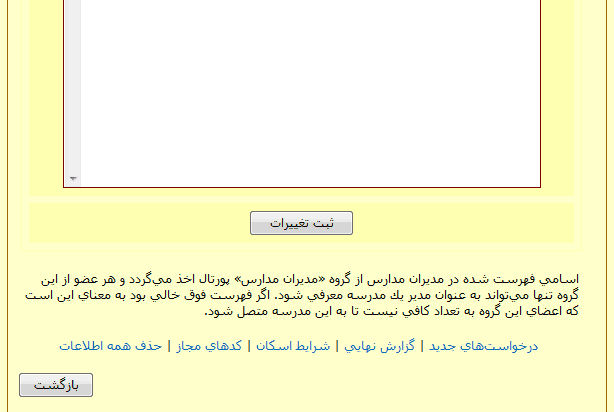 ثبت تغييرات
اسامي فهرست شده در مديران مدارس از گروه «مديران مدارس» پورتال اخذ مي‌گردد و هر عضو از اين
گروه تنها مي‌تواند به عنوان مدير يك مدرسه معرفي شود. اگر فهرست فوق خالي بود به معناي اين است
كه اعضاي اين گروه به تعداد كافي نيست تا به اين مدرسه متصل شود.
درخواست‌هاي جديد | گزارش نهايي | شرايط اسكان | كدهاي مجاز | حذف همه اطلاعات
بازگشت